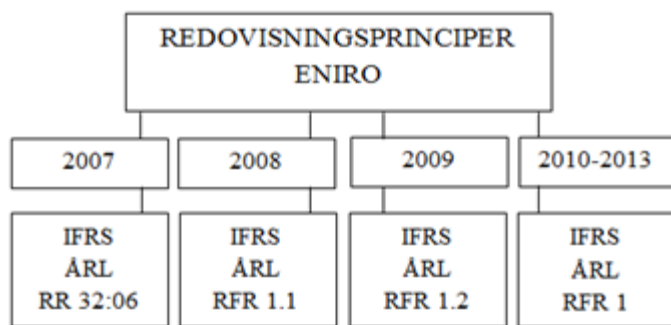 REDOVISNINGSPRINCIPER
ENIRO
2007
2008
2009
2010-2013
IFRS
ÅRL
RR 32:06
IFRS
ÅRL
RFR 1.1
IFRS
ÅRL
RFR 1.2
IFRS
ÅRL
RFR 1